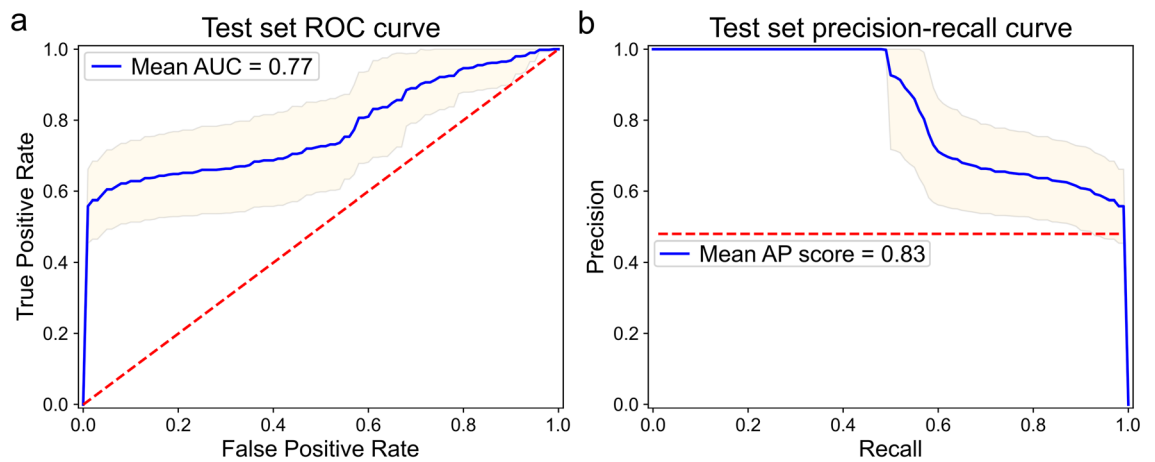 a
Test set ROC curve
Mean AUC = 0.77
1.0
0.8
0.6
0.4
0.2
0.0
True Positive Rate
0.0 0.2 0.4 0.6 0.8 1.0
False Positive Rate
b
Test set precision-recall curve
1.0
0.8
0.6
0.4
0.2
0.0
Precision
Mean AP score = 0.83
0.0 0.2 0.4 0.6 0.8 1.0
Recall